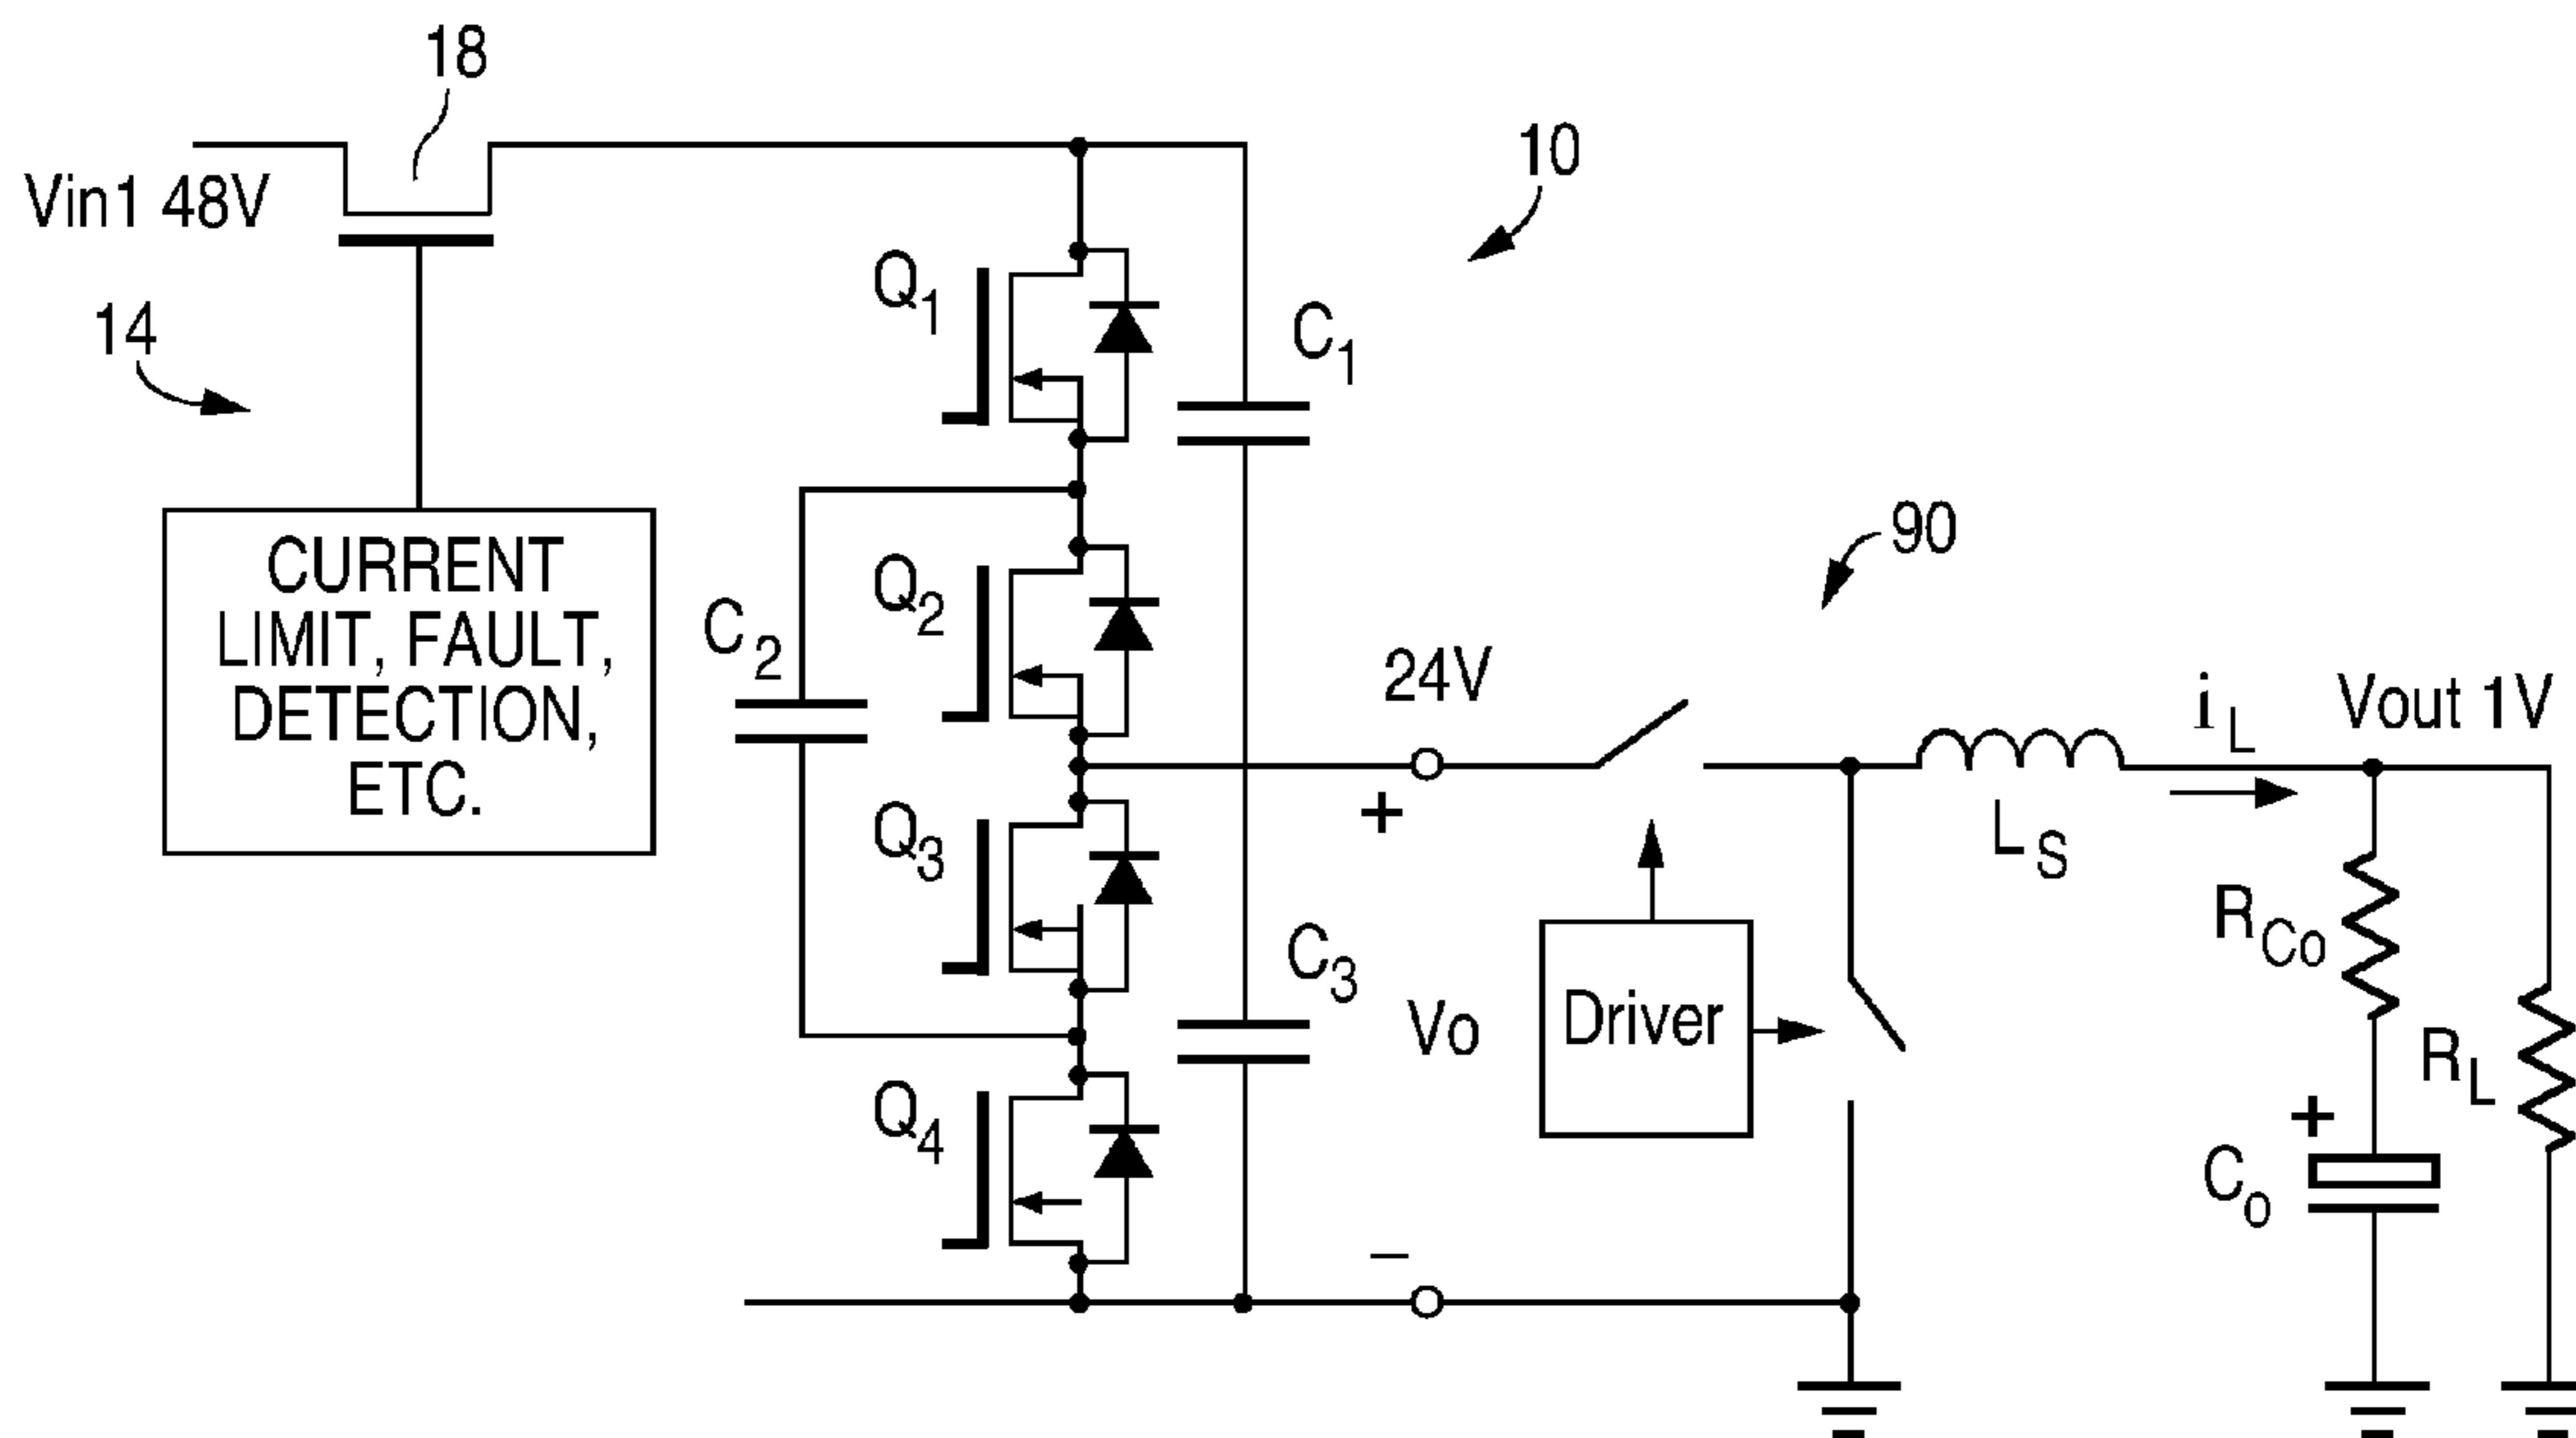 18
Vin1 48V
14
10
Q1
C1
CURRENT
LIMIT, FAULT,
DETECTION,
ETC.
C2
Q2
90
24V
iL
Vout 1V
+
LS
Q3
C3
Vo
Driver
RCo
RL
Q4
+
Co
−